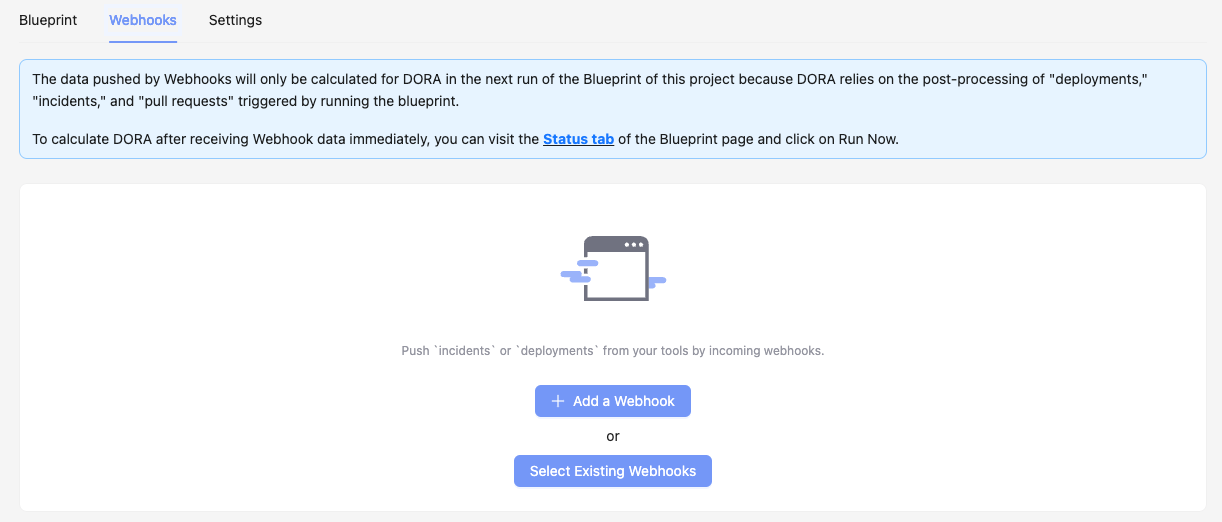 Blueprint Webhooks Settings
The data pushed by Webhooks will only be calculated for DORA in the next run of the Blueprint of this project because DORA relies on the post-processing of "deployments,"
"incidents," and "pull requests" triggered by running the blueprint.
To calculate DORA after receiving Webhook data immediately, you can visit the Status tab of the Blueprint page and click on Run Now.
Push `incidents` or `deployments` from your tools by incoming webhooks.
Add a Webhook
or
Select Existing Webhooks